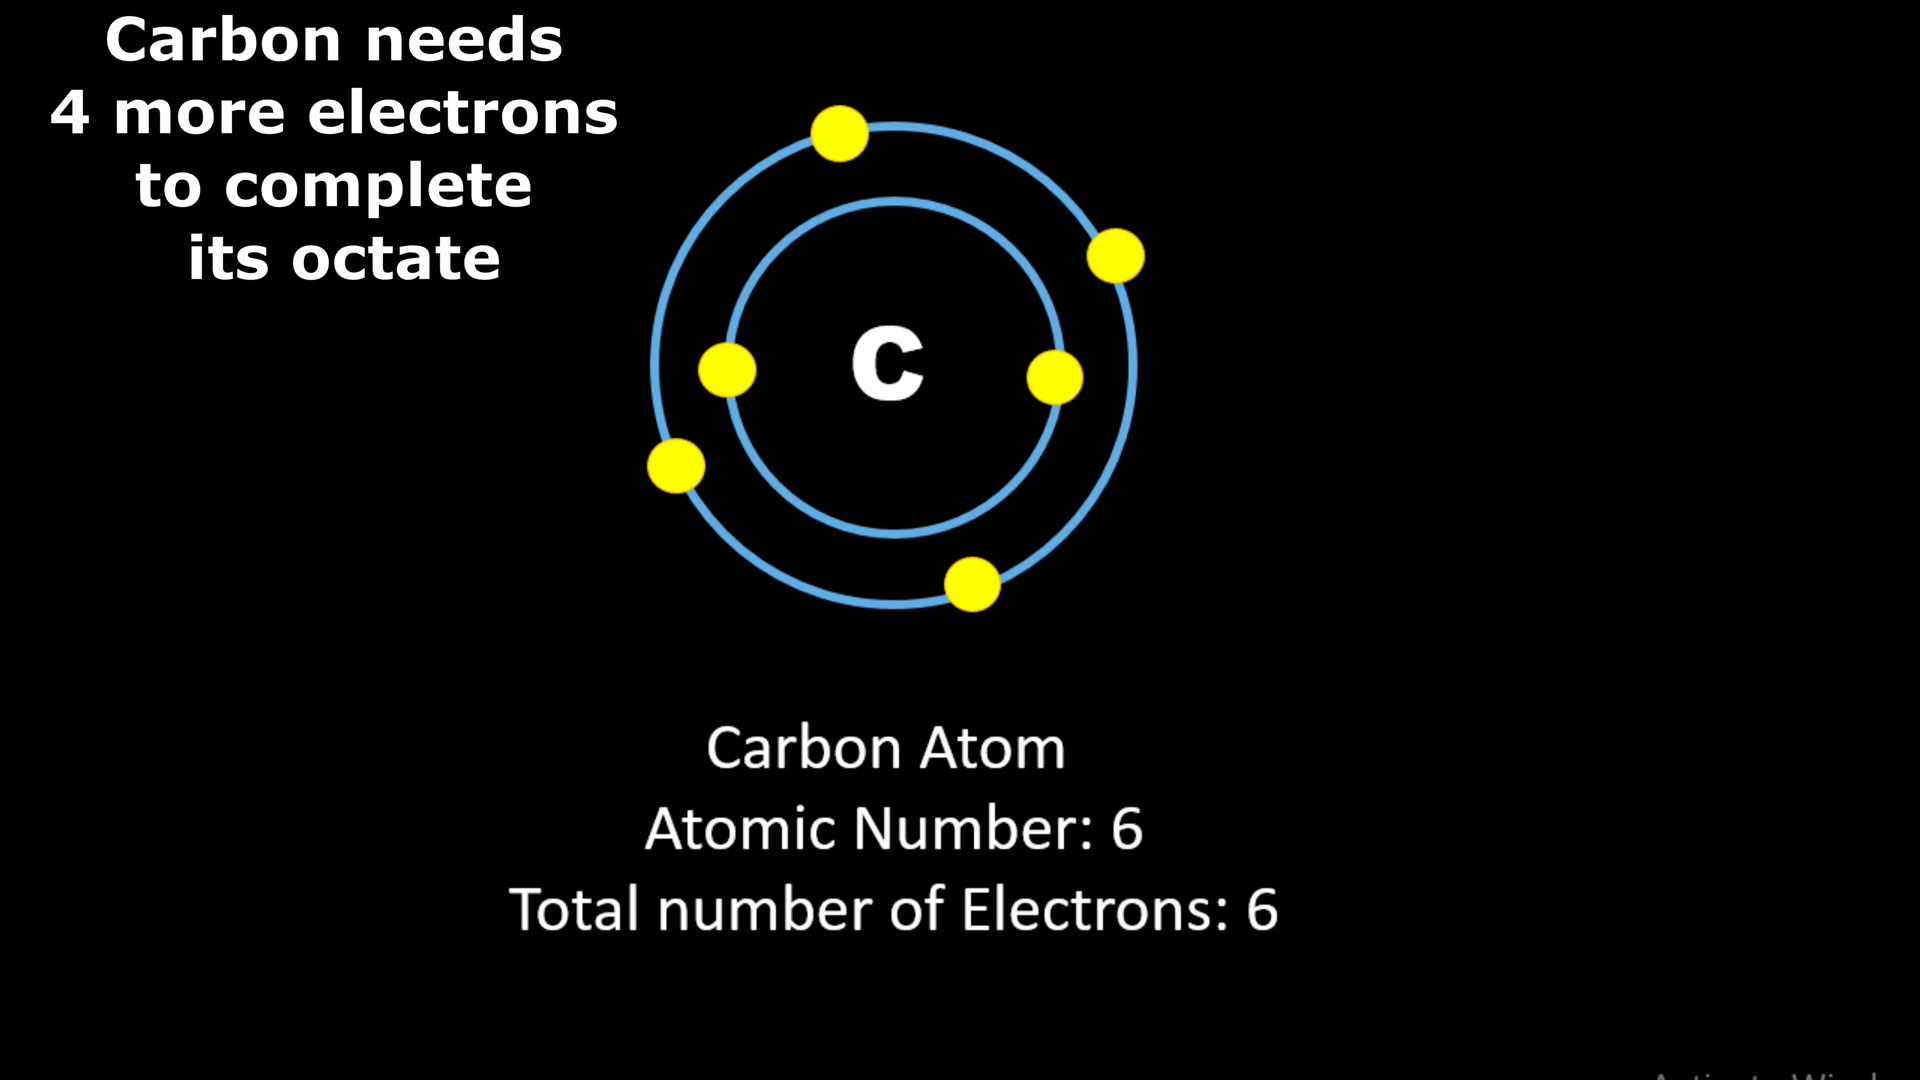 Carbon needs
4 more electrons
to complete
its octate
C
Carbon Atom
Atomic Number: 6
Total number of Electrons: 6